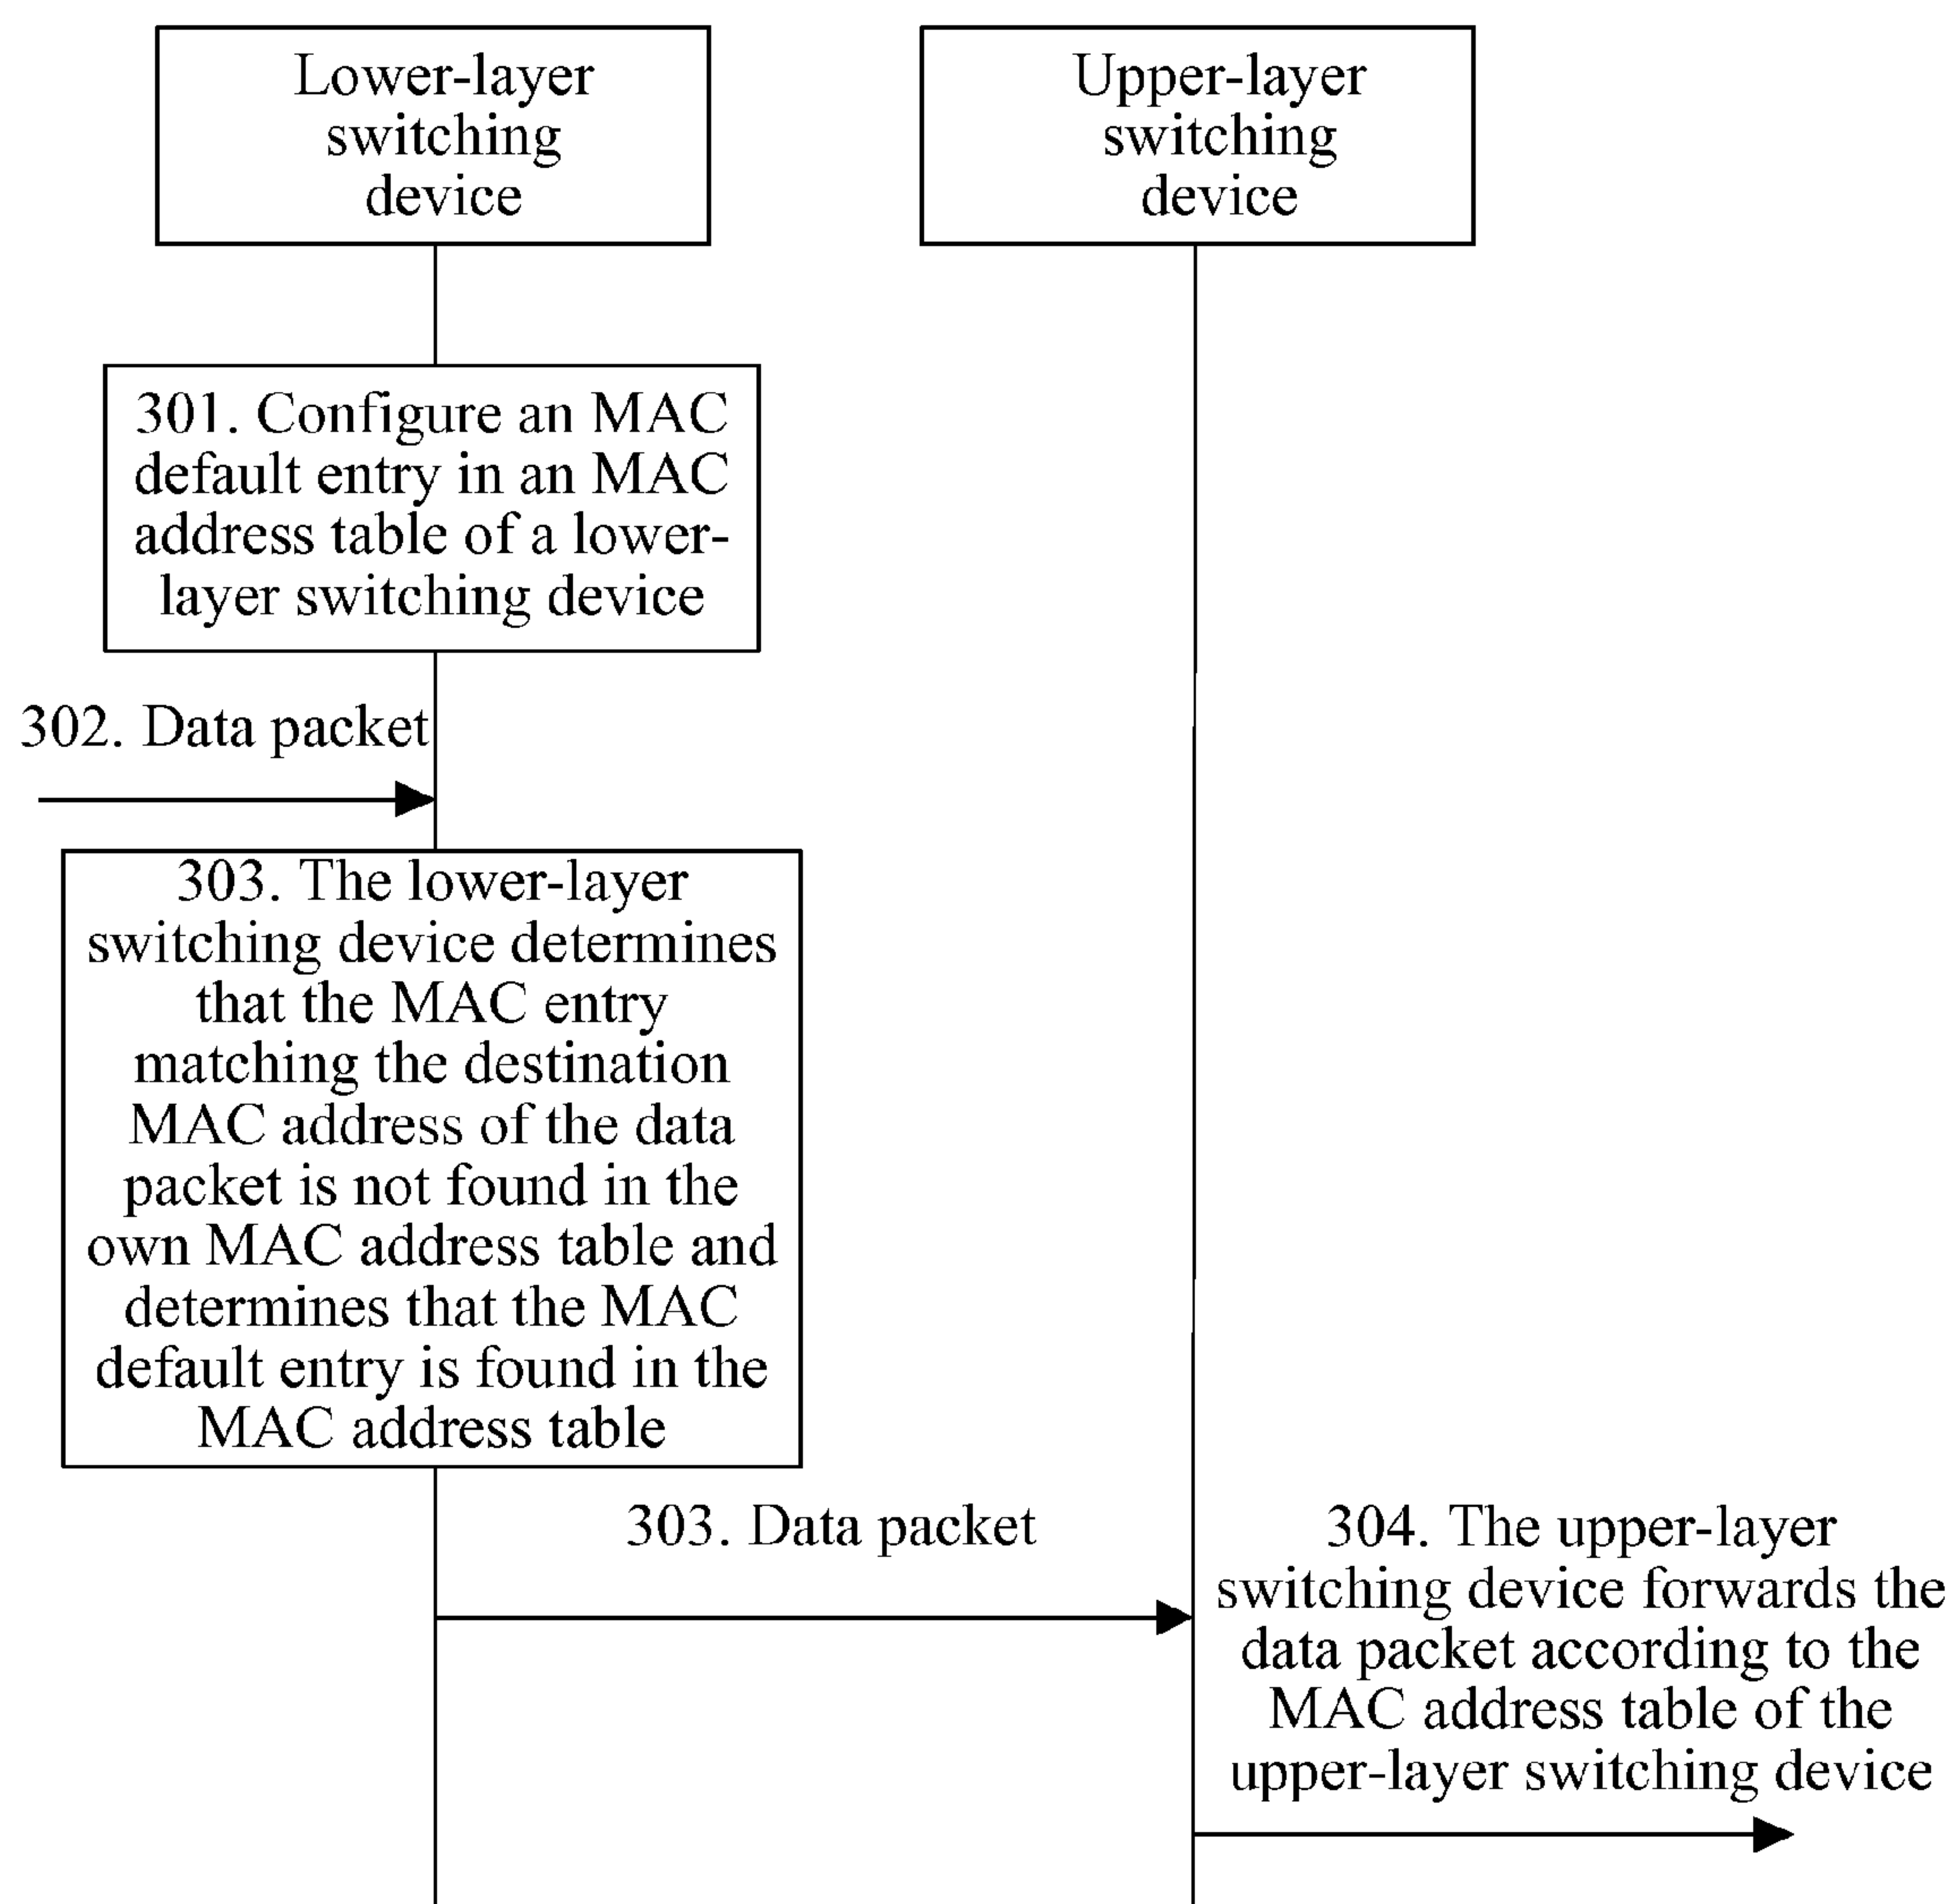 Lower-layer
switching
device
Upper-layer
switching
device
301. Configure an MAC
default entry in an MAC
address table of a lower-
layer switching device
302. Data packet
303. The lower-layer
switching device determines
that the MAC entry
matching the destination
MAC address of the data
packet is not found in the
own MAC address table and
determines that the MAC
default entry is found in the
MAC address table
303. Data packet
304. The upper-layer
switching device forwards the
data packet according to the
MAC address table of the
upper-layer switching device